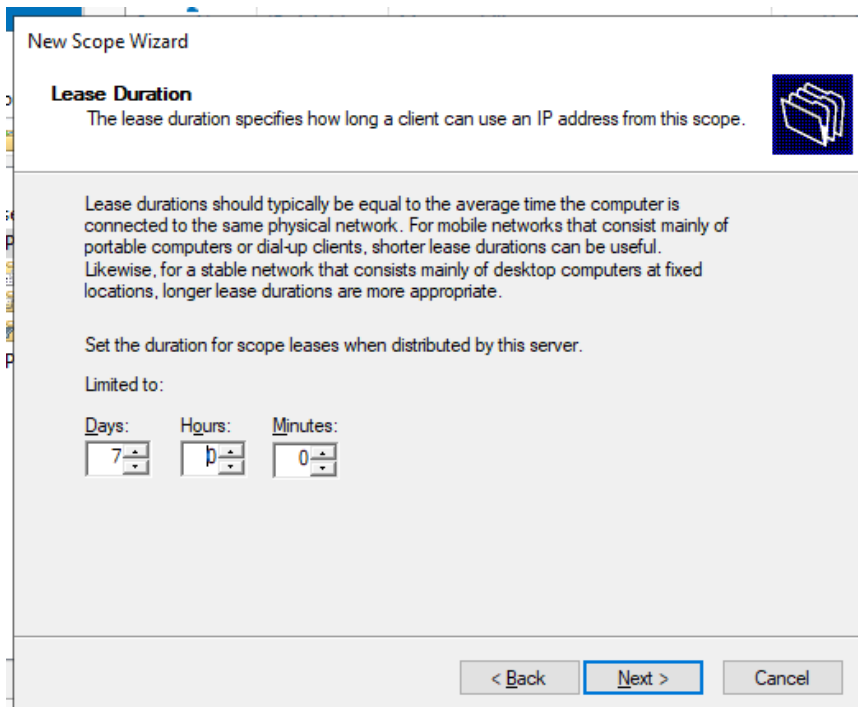 New Scope Wizard
Lease Duration
The lease duration specifies how long a client can use an IP address from this scope.
Lease durations should typically be equal to the average time the computer is
connected to the same physical network. For mobile networks that consist mainly of
portable computers or dial-up clients, shorter lease durations can be useful.
Likewise, for a stable network that consists mainly of desktop computers at fixed
locations, longer lease durations are more appropriate.
Set the duration for scope leases when distributed by this server.
Limited to:
Days: Hours: Minutes:
7 0 0
< Back Next > Cancel